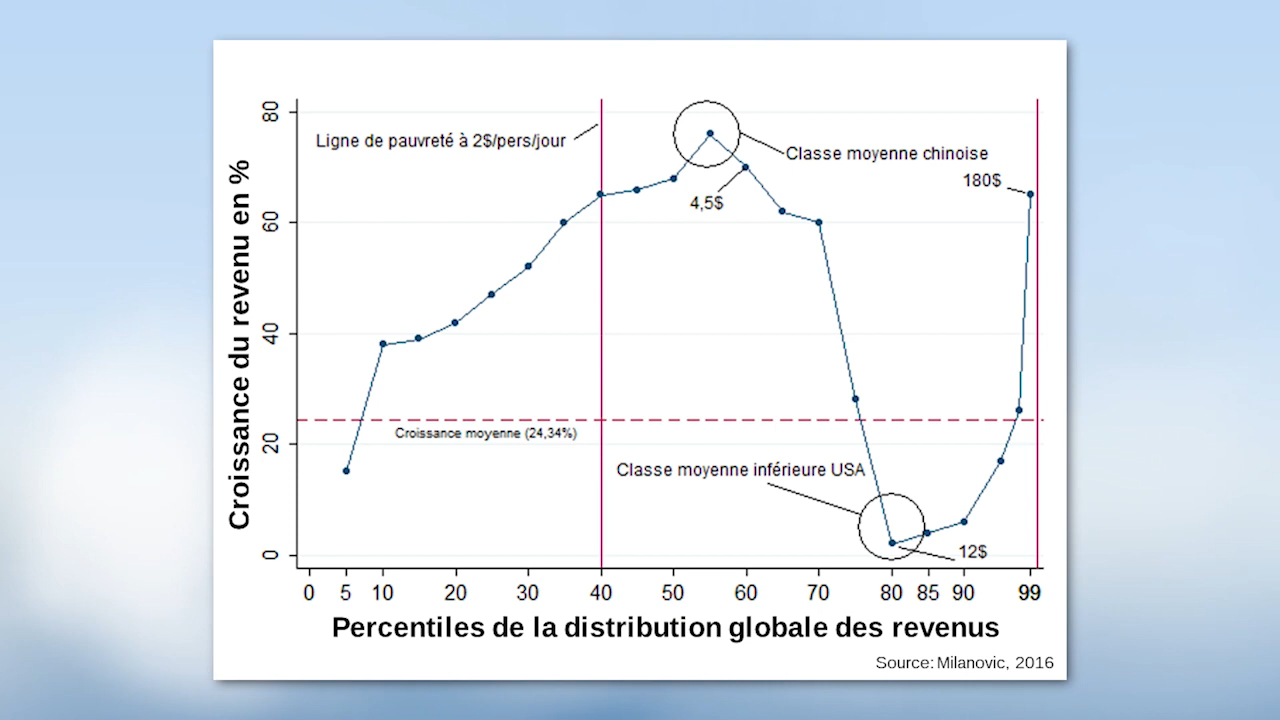 80
Ligne de pauvreté à 2$/pers/jour
Classe moyenne chinoise
180$
4,5$
60
40
Croissance moyenne (24,34%)
20
Classe moyenne inférieure USA
12$
0
Croissance du revenu en %
0 5 10 20 30 40 50 60 70 80 85 90 99
Percentiles de la distribution globale des revenus
Source: Milanovic, 2016